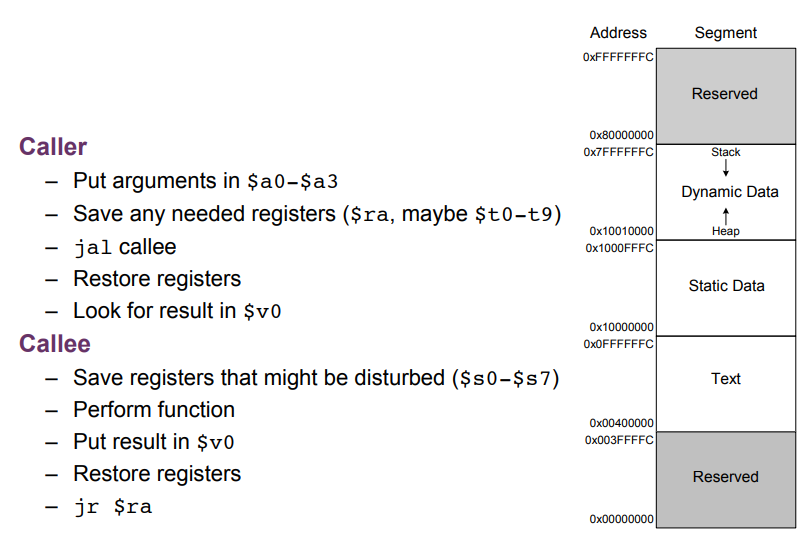 Caller
– Put arguments in $a0-$a3
– Save any needed registers ($ra, maybe $t0-t9)
– jal callee
– Restore registers
– Look for result in $v0
Callee
– Save registers that might be disturbed ($s0-$s7)
– Perform function
– Put result in $v0
– Restore registers
– jr $ra
Address Segment
0xFFFFFFFC
Reserved
0x80000000
0x7FFFFFFC Stack
Dynamic Data
0x10010000 Heap
0x1000FFFC
Static Data
0x10000000
0x0FFFFFFC
Text
0x00400000
0x003FFFFC
Reserved
0x00000000